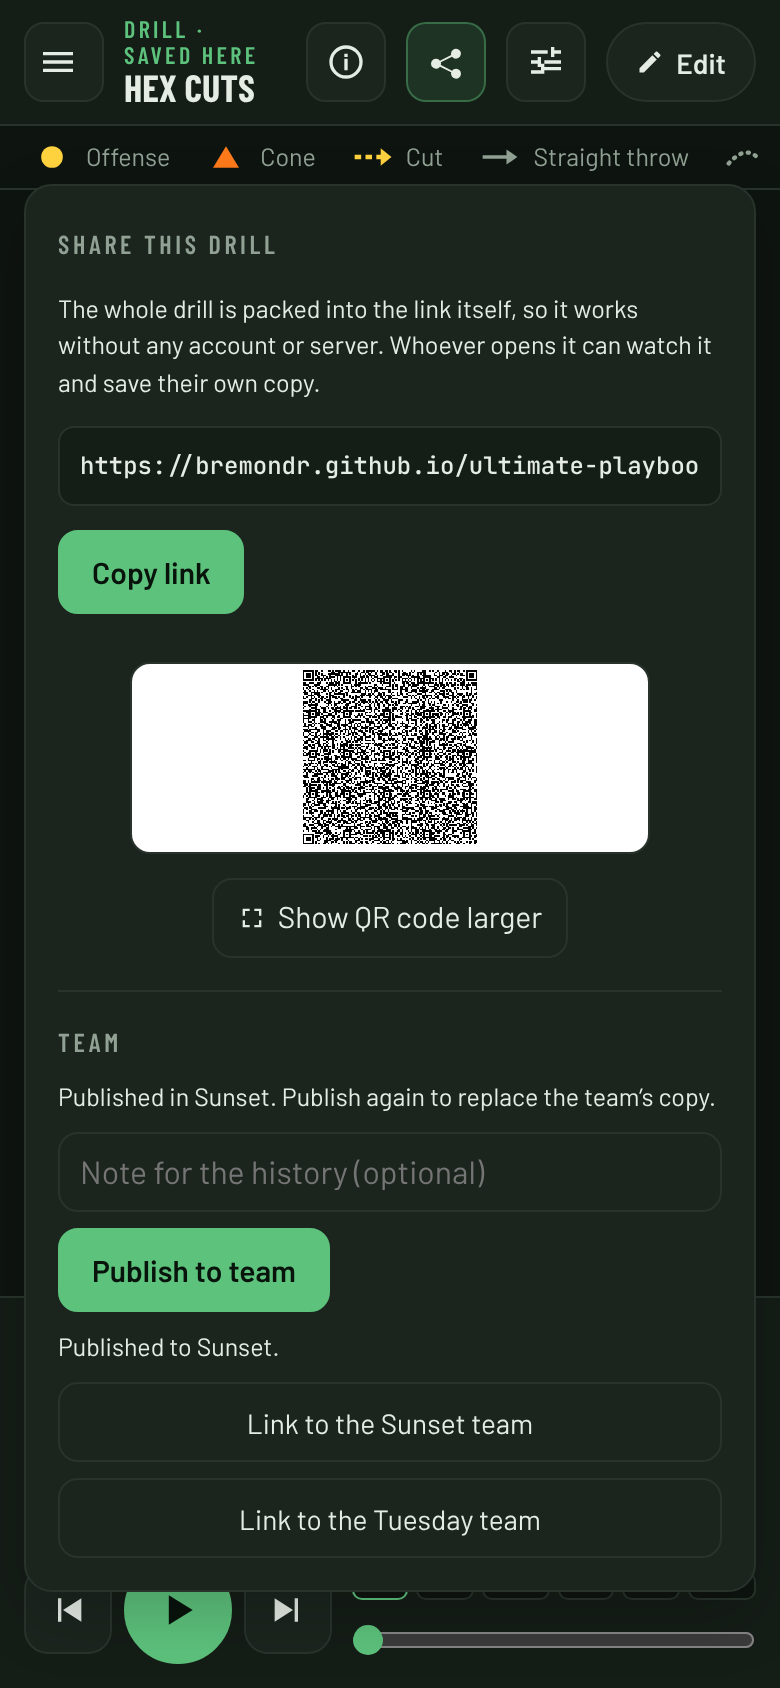 DRILL ·
SAVED HERE
HEX CUTS
Edit
Offense
Cone
Cut
Straight throw
SHARE THIS DRILL
The whole drill is packed into the link itself, so it works
without any account or server. Whoever opens it can watch it
and save their own copy.
https://bremondr.github.io/ultimate-playboo
Copy link
Show QR code larger
TEAM
Published in Sunset. Publish again to replace the team’s copy.
Note for the history (optional)
Publish to team
Published to Sunset.
Link to the Sunset team
Link to the Tuesday team